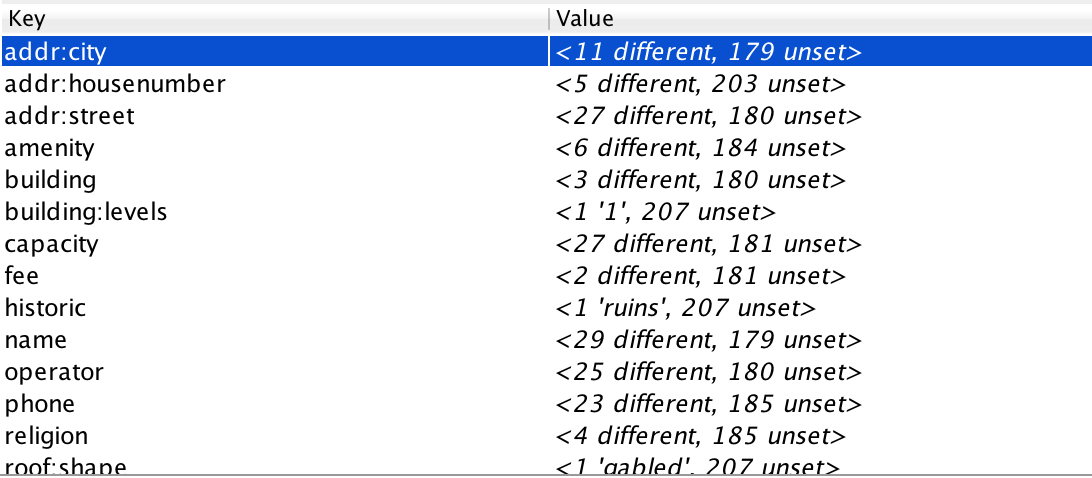 Key Value
addr:city <11 different, 179 unset>
addr:housenumber <5 different, 203 unset>
addr:street <27 different, 180 unset>
amenity <6 different, 184 unset>
building <3 different, 180 unset>
building:levels <1 '1', 207 unset>
capacity <27 different, 181 unset>
fee <2 different, 181 unset>
historic <1 'ruins', 207 unset>
name <29 different, 179 unset>
operator <25 different, 180 unset>
phone <23 different, 185 unset>
religion <4 different, 185 unset>
roof:shape <1 'gabled', 207 unset>